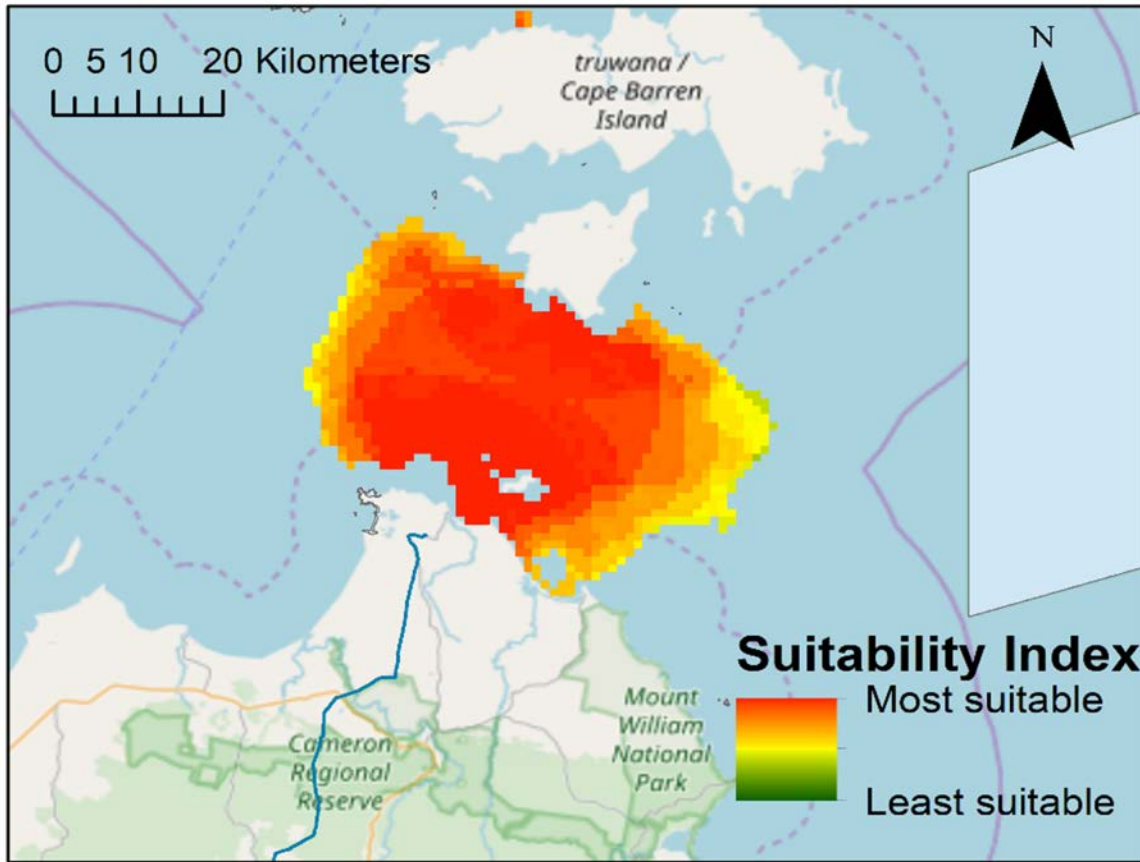 0 5 10 20 Kilometers
truwana /
Cape Barren
Island
N
Suitability Index
Most suitable
Least suitable
Mount
William
National
Park
Cameron
Regional
Reserve